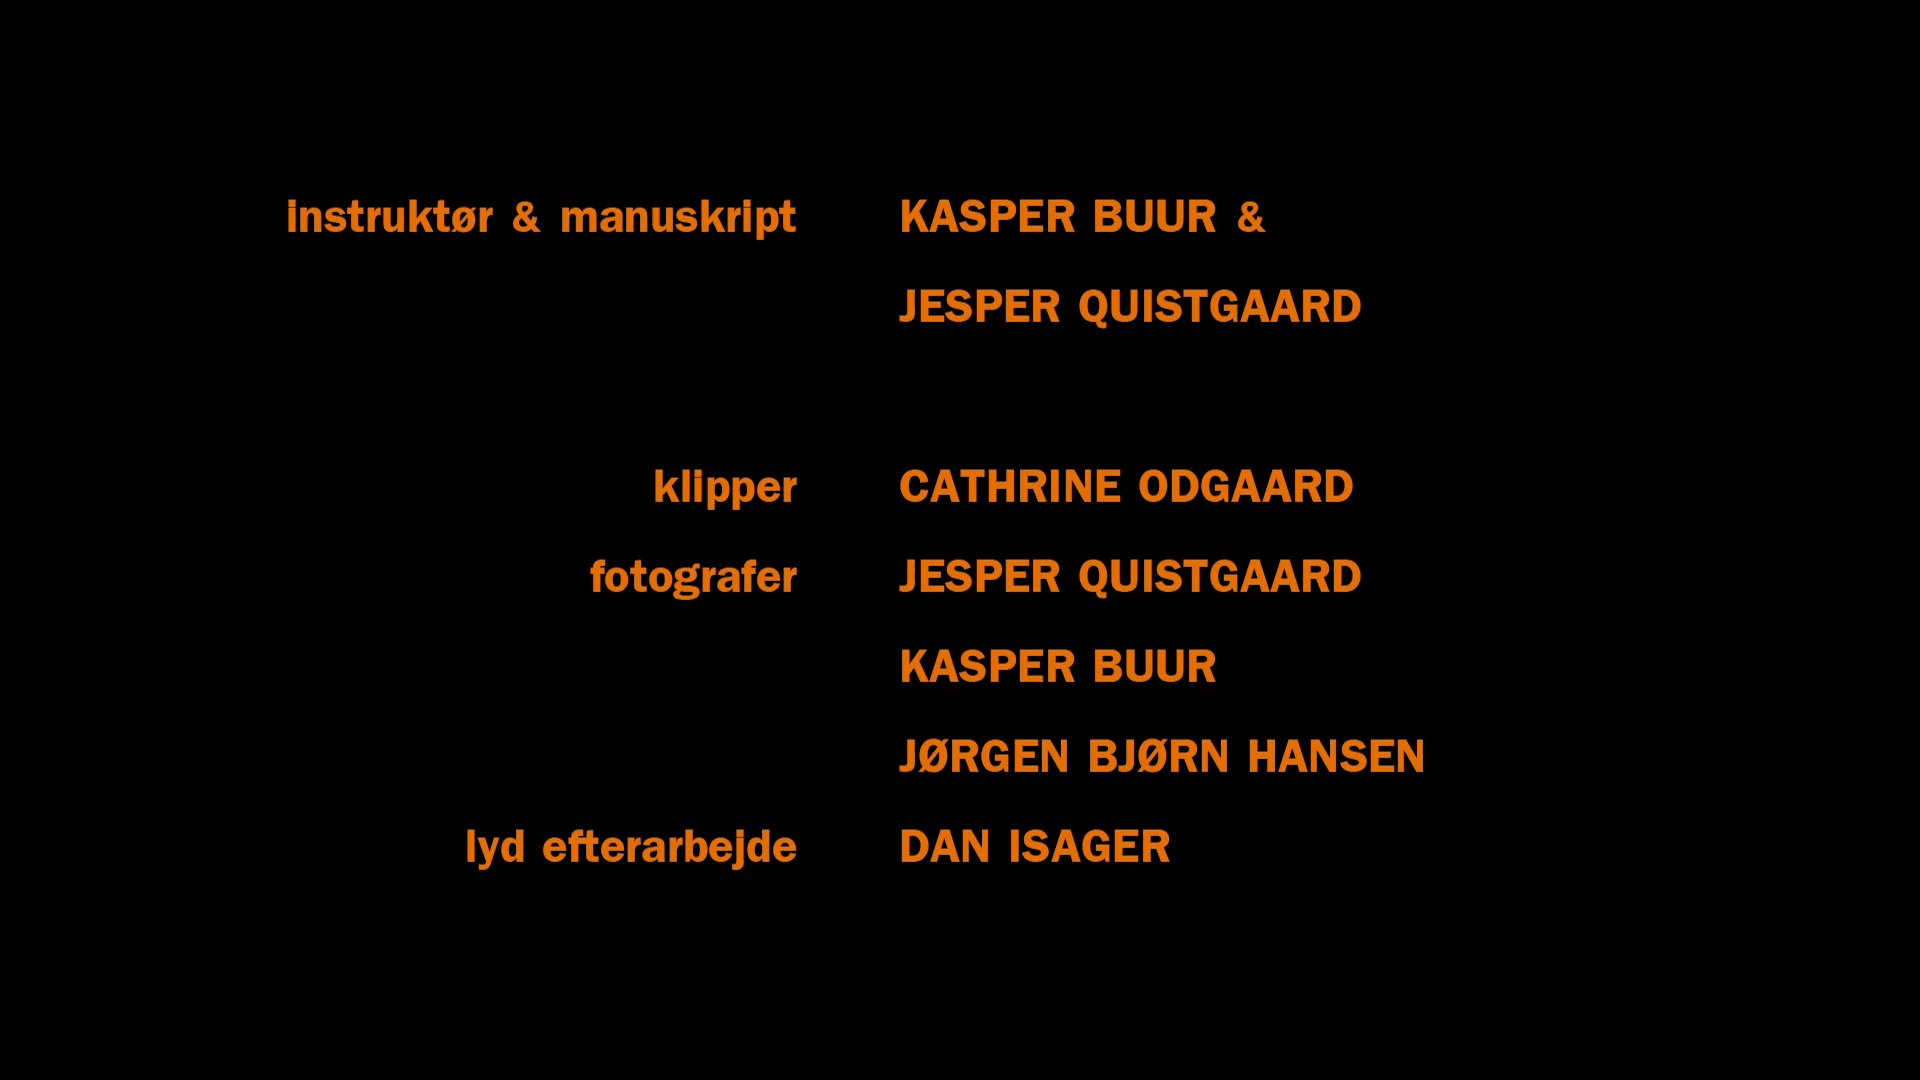 instruktør & manuskript KASPER BUUR &
JESPER QUISTGAARD
klipper CATHRINE ODGAARD
fotografer JESPER QUISTGAARD
KASPER BUUR
JØRGEN BJØRN HANSEN
lyd efterarbejde DAN ISAGER